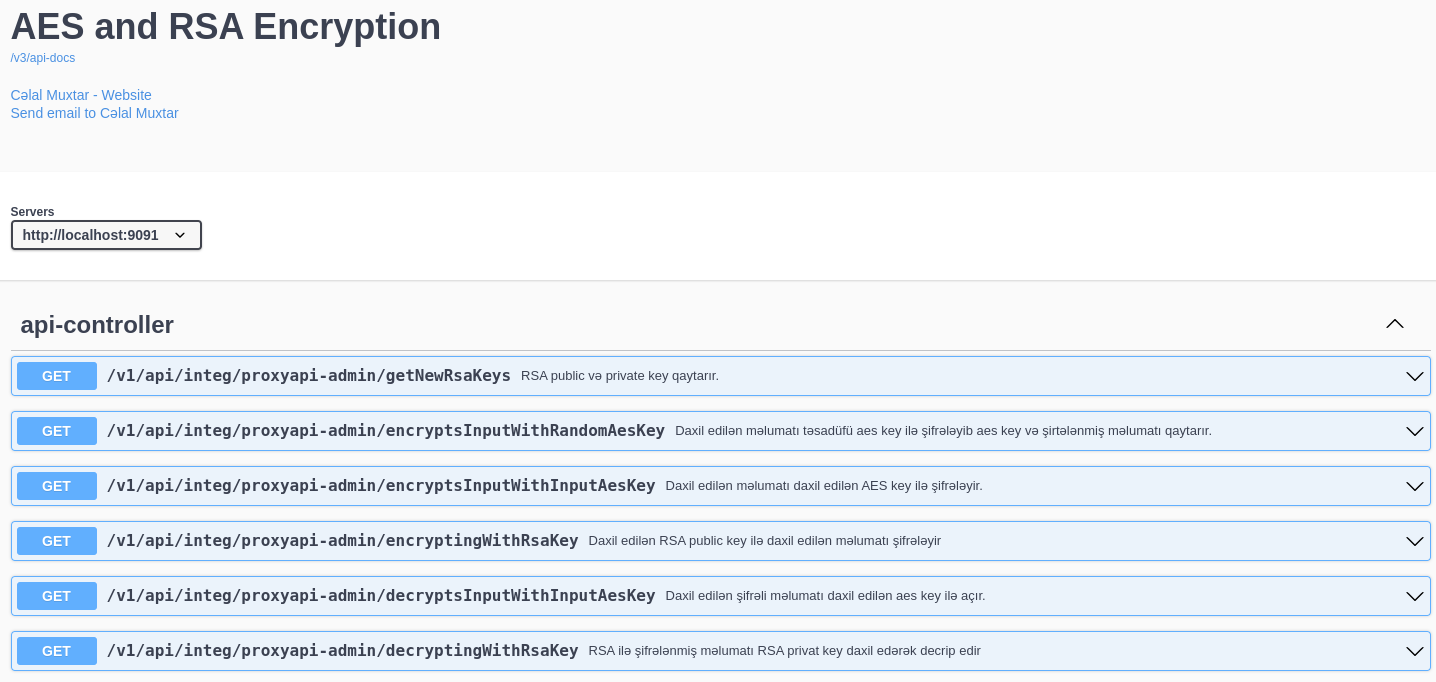 AES and RSA Encryption
/v3/api-docs
Cəlal Muxtar - Website
Send email to Cəlal Muxtar
Servers
http://localhost:9091
api-controller
GET /v1/api/integ/proxyapi-admin/getNewRsaKeys RSA public və private key qaytarır.
GET /v1/api/integ/proxyapi-admin/encryptsInputWithRandomAesKey Daxil edilən məlumatı təsadüfü aes key ilə şifrələyib aes key və şirtələnmiş məlumatı qaytarır.
GET /v1/api/integ/proxyapi-admin/encryptsInputWithInputAesKey Daxil edilən məlumatı daxil edilən AES key ilə şifrələyir.
GET /v1/api/integ/proxyapi-admin/encryptingWithRsaKey Daxil edilən RSA public key ilə daxil edilən məlumatı şifrələyir
GET /v1/api/integ/proxyapi-admin/decryptsInputWithInputAesKey Daxil edilən şifrəli məlumatı daxil edilən aes key ilə açır.
GET /v1/api/integ/proxyapi-admin/decryptingWithRsaKey RSA ilə şifrələnmiş məlumatı RSA privat key daxil edərək decrip edir